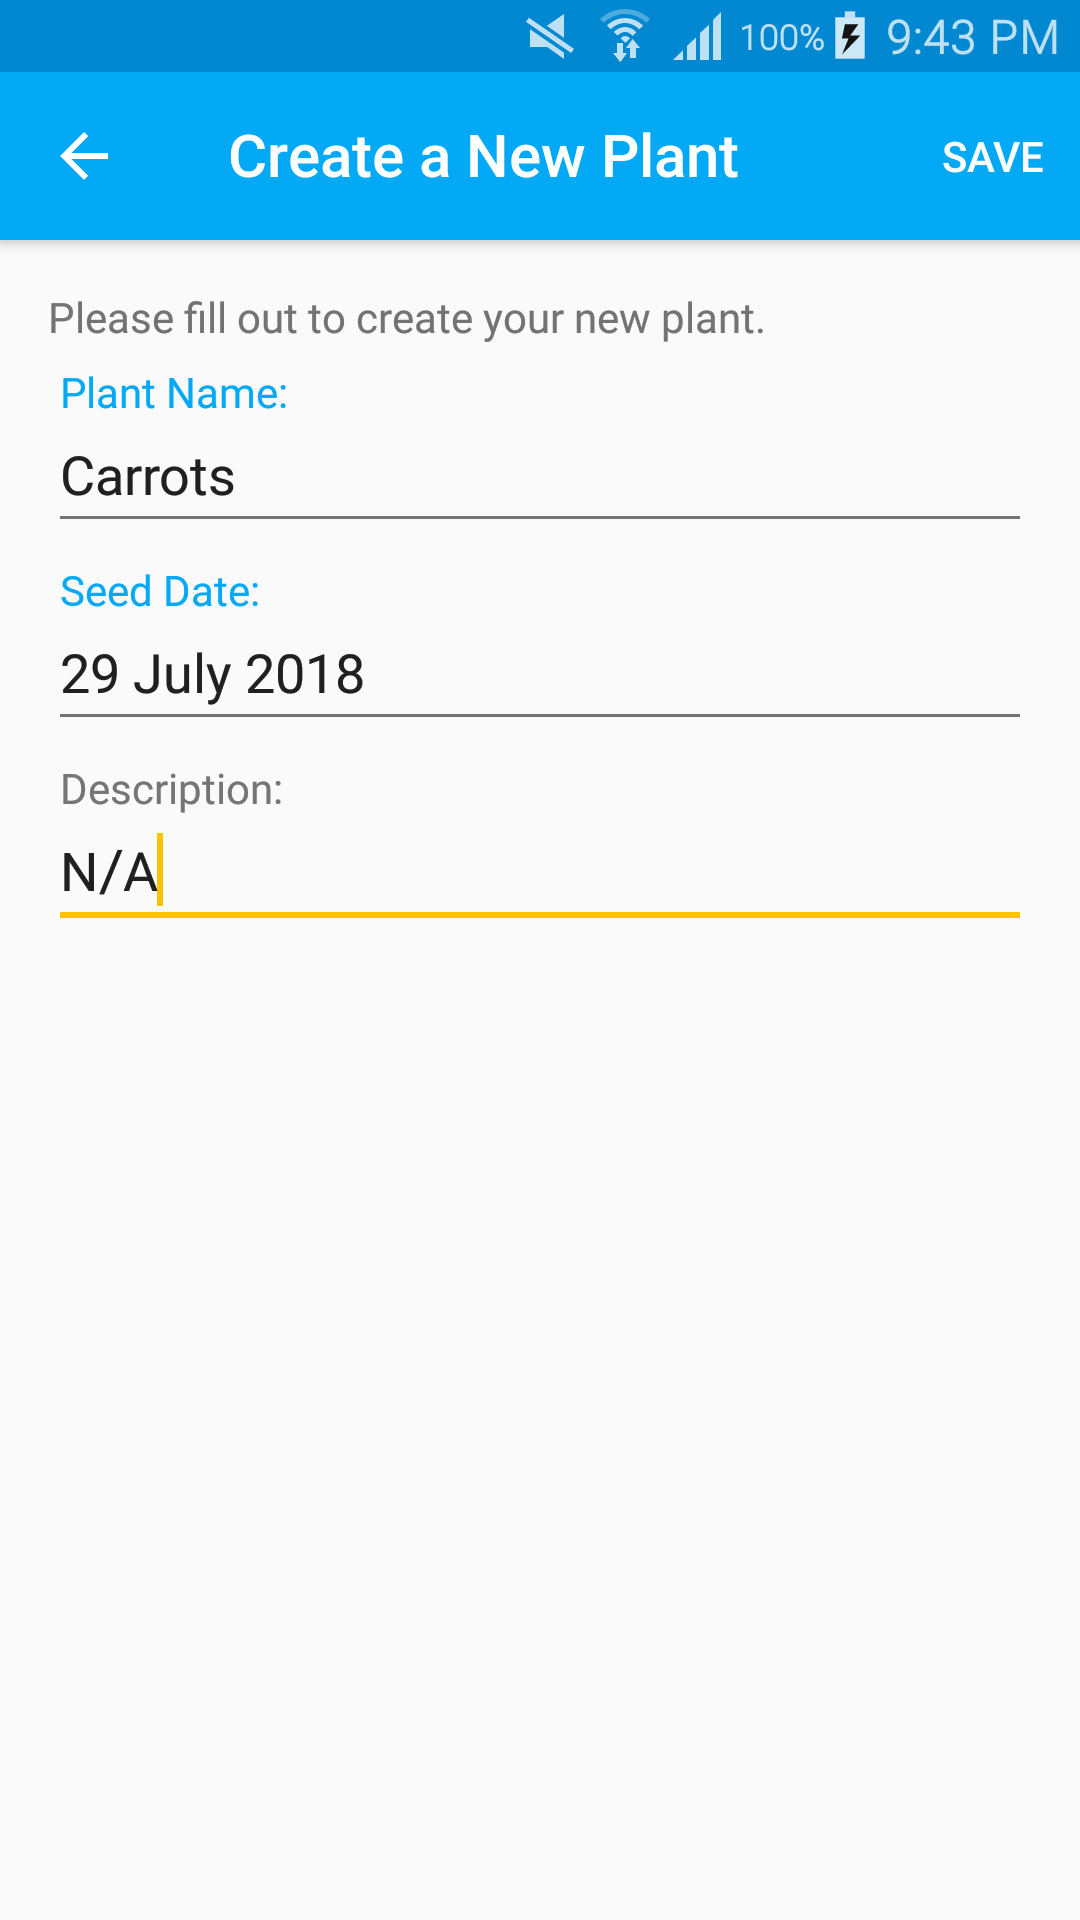 100% 9:43 PM
Create a New Plant SAVE
Please fill out to create your new plant.
Plant Name:
Carrots
Seed Date:
29 July 2018
Description:
N/A